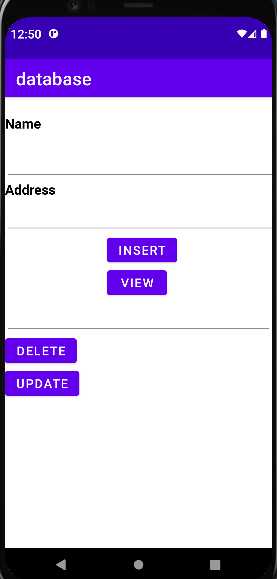 12:50
database
Name
Address
INSERT
VIEW
DELETE
UPDATE